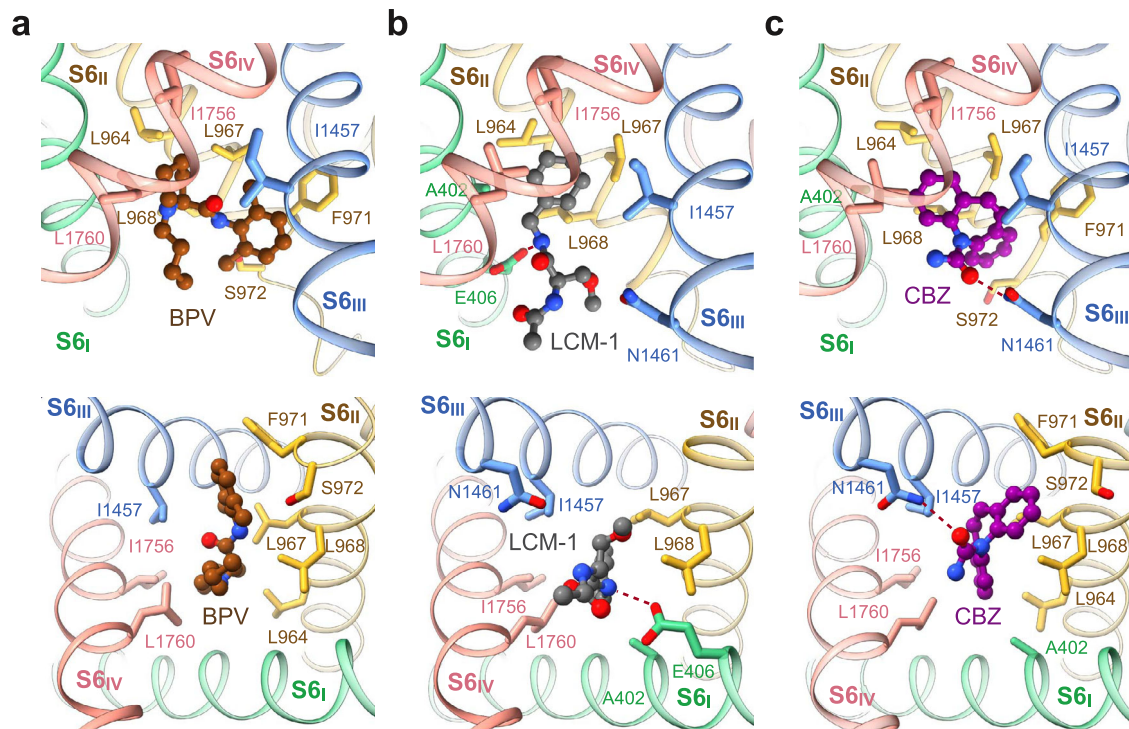 a
S6II
S6IV
I1756
L964
L967
I1457
L968
F971
L1760
S972
BPV
S6III
S6I
b
S6II
S6IV
I1756
L964
L967
A402
I1457
L1760
L968
E406
S6I
LCM-1
S6III
N1461
c
S6II
S6IV
I1756
L964
L967
I1457
A402
L968
L1760
F971
CBZ
S6III
S972
S6I
N1461
S6III
S6II
F971
S972
I1457
L967
L968
I1756
BPV
L1760
L964
S6IV
S6I
S6III
S6II
N1461
I1457
L967
LCM-1
L968
I1756
L1760
S6IV
E406
A402
S6I
S6III
F971
S6II
N1461
I1457
S972
I1756
L967
L968
L1760
L964
CBZ
A402
S6IV
S6I